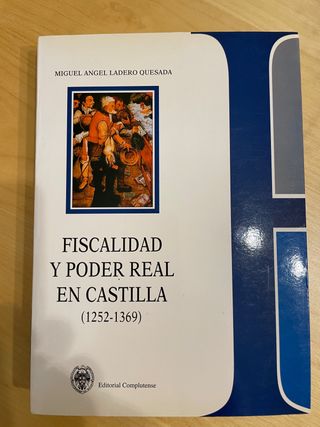 MIGUEL ANGEL LADERO QUESADA
FISCALIDAD
Y PODER REAL
EN CASTILLA
(1252-1369)
Editorial Complutense